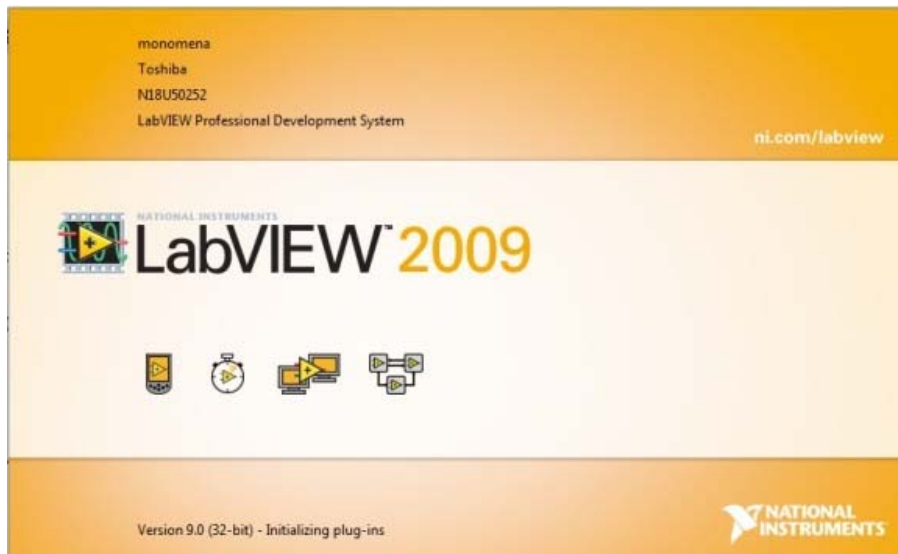 monomena
Toshiba
N18U50252
LabVIEW Professional Development System
ni.com/labview
NATIONAL INSTRUMENTS
LabVIEW™ 2009
Version 9.0 (32-bit) - Initializing plug-ins
NATIONAL
INSTRUMENTS